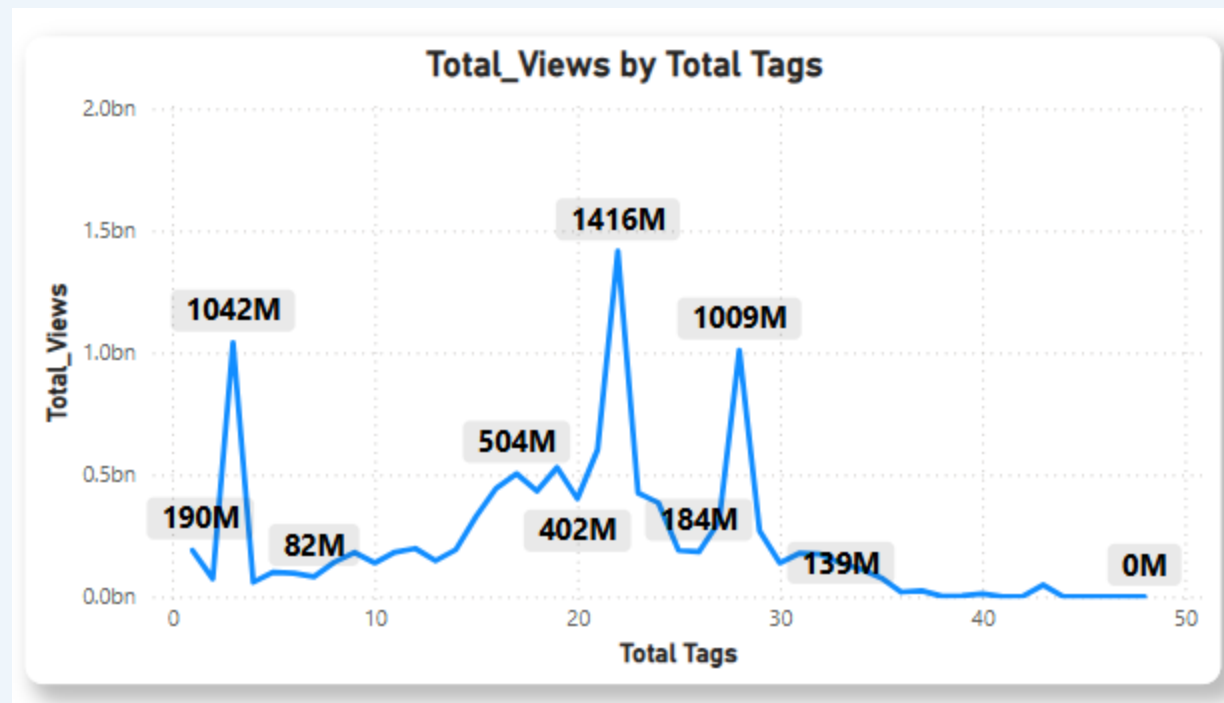 Total_Views by Total Tags
2.0bn
1.5bn
1.0bn
0.5bn
0.0bn
Total_Views
1416M
1042M
1009M
504M
190M
184M
402M
82M
139M
0M
0
10
20
30
40
50
Total Tags